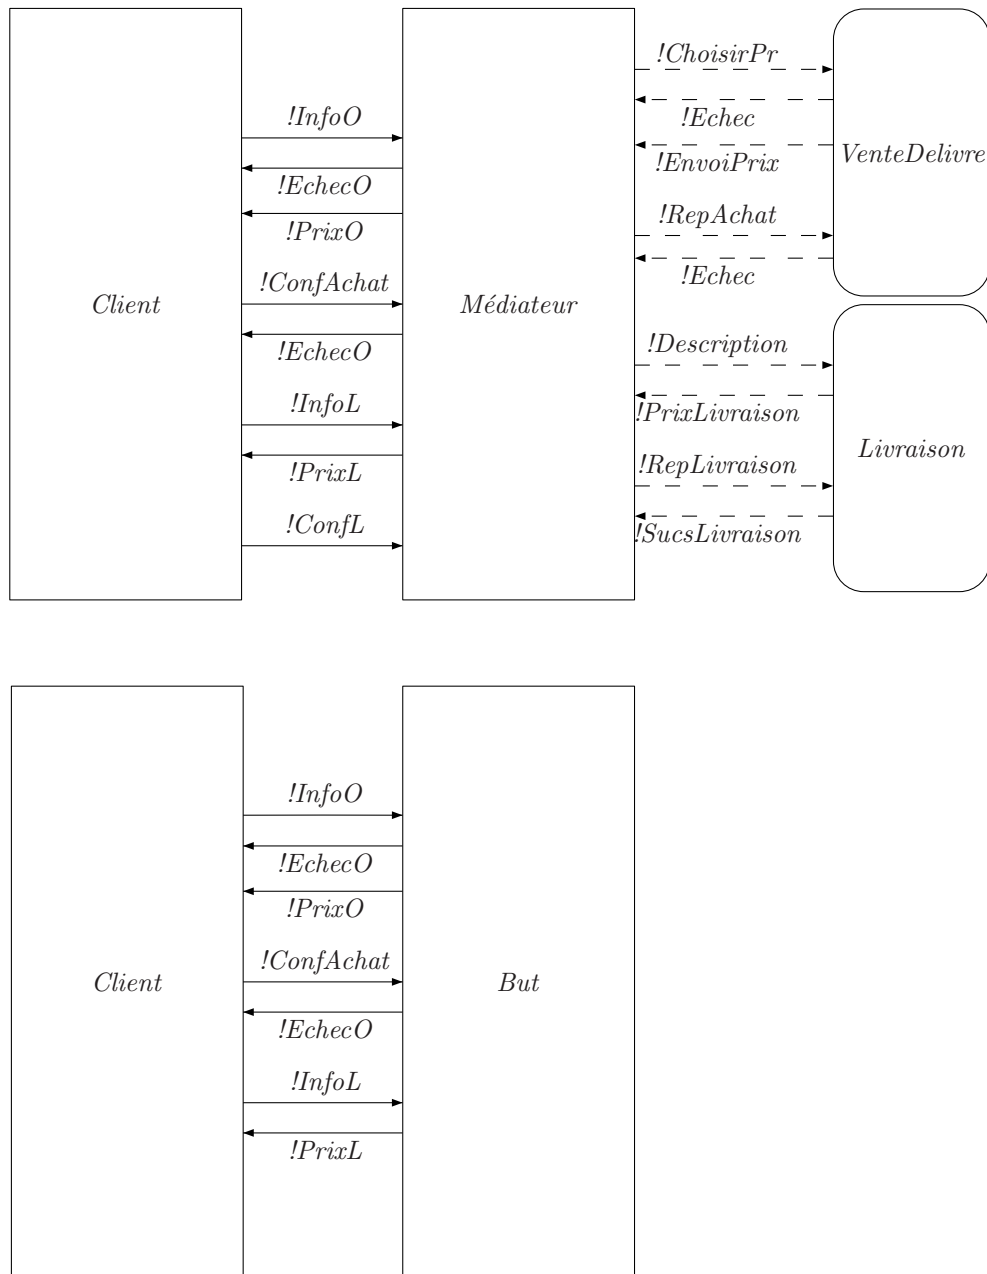 !ChoisirPr
!InfoO
!Echec
!EnvoiPrix
VenteDelivre
!EchecO
!PrixO
!RepAchat
!Echec
!ConfAchat
Client
Médiateur
!EchecO
!Description
!InfoL
!PrixLivraison
Livraison
!PrixL
!RepLivraison
!ConfL
!SucsLivraison
!InfoO
!EchecO
!PrixO
!ConfAchat
Client
But
!EchecO
!InfoL
!PrixL